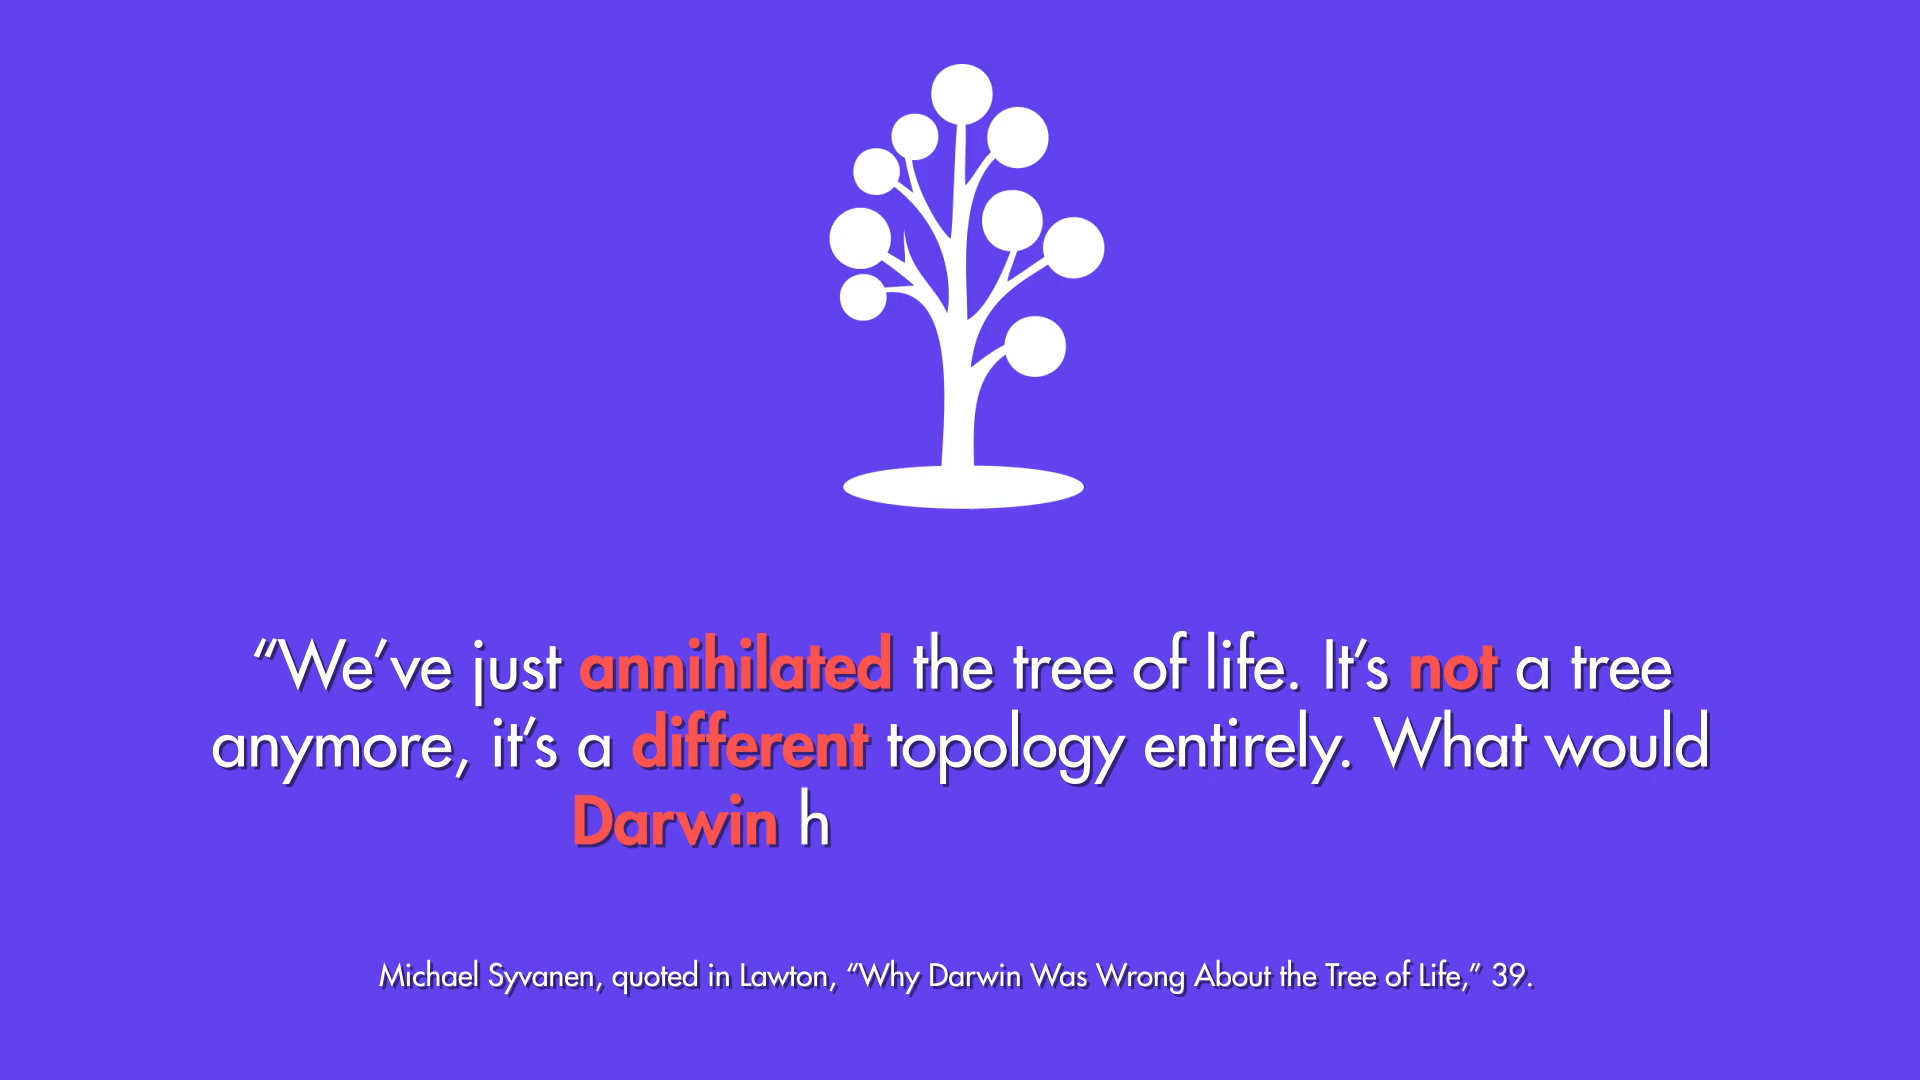 “We’ve just annihilated the tree of life. It’s not a tree
anymore, it’s a different topology entirely. What would
Darwin h
Michael Syvanen, quoted in Lawton, “Why Darwin Was Wrong About the Tree of Life,” 39.